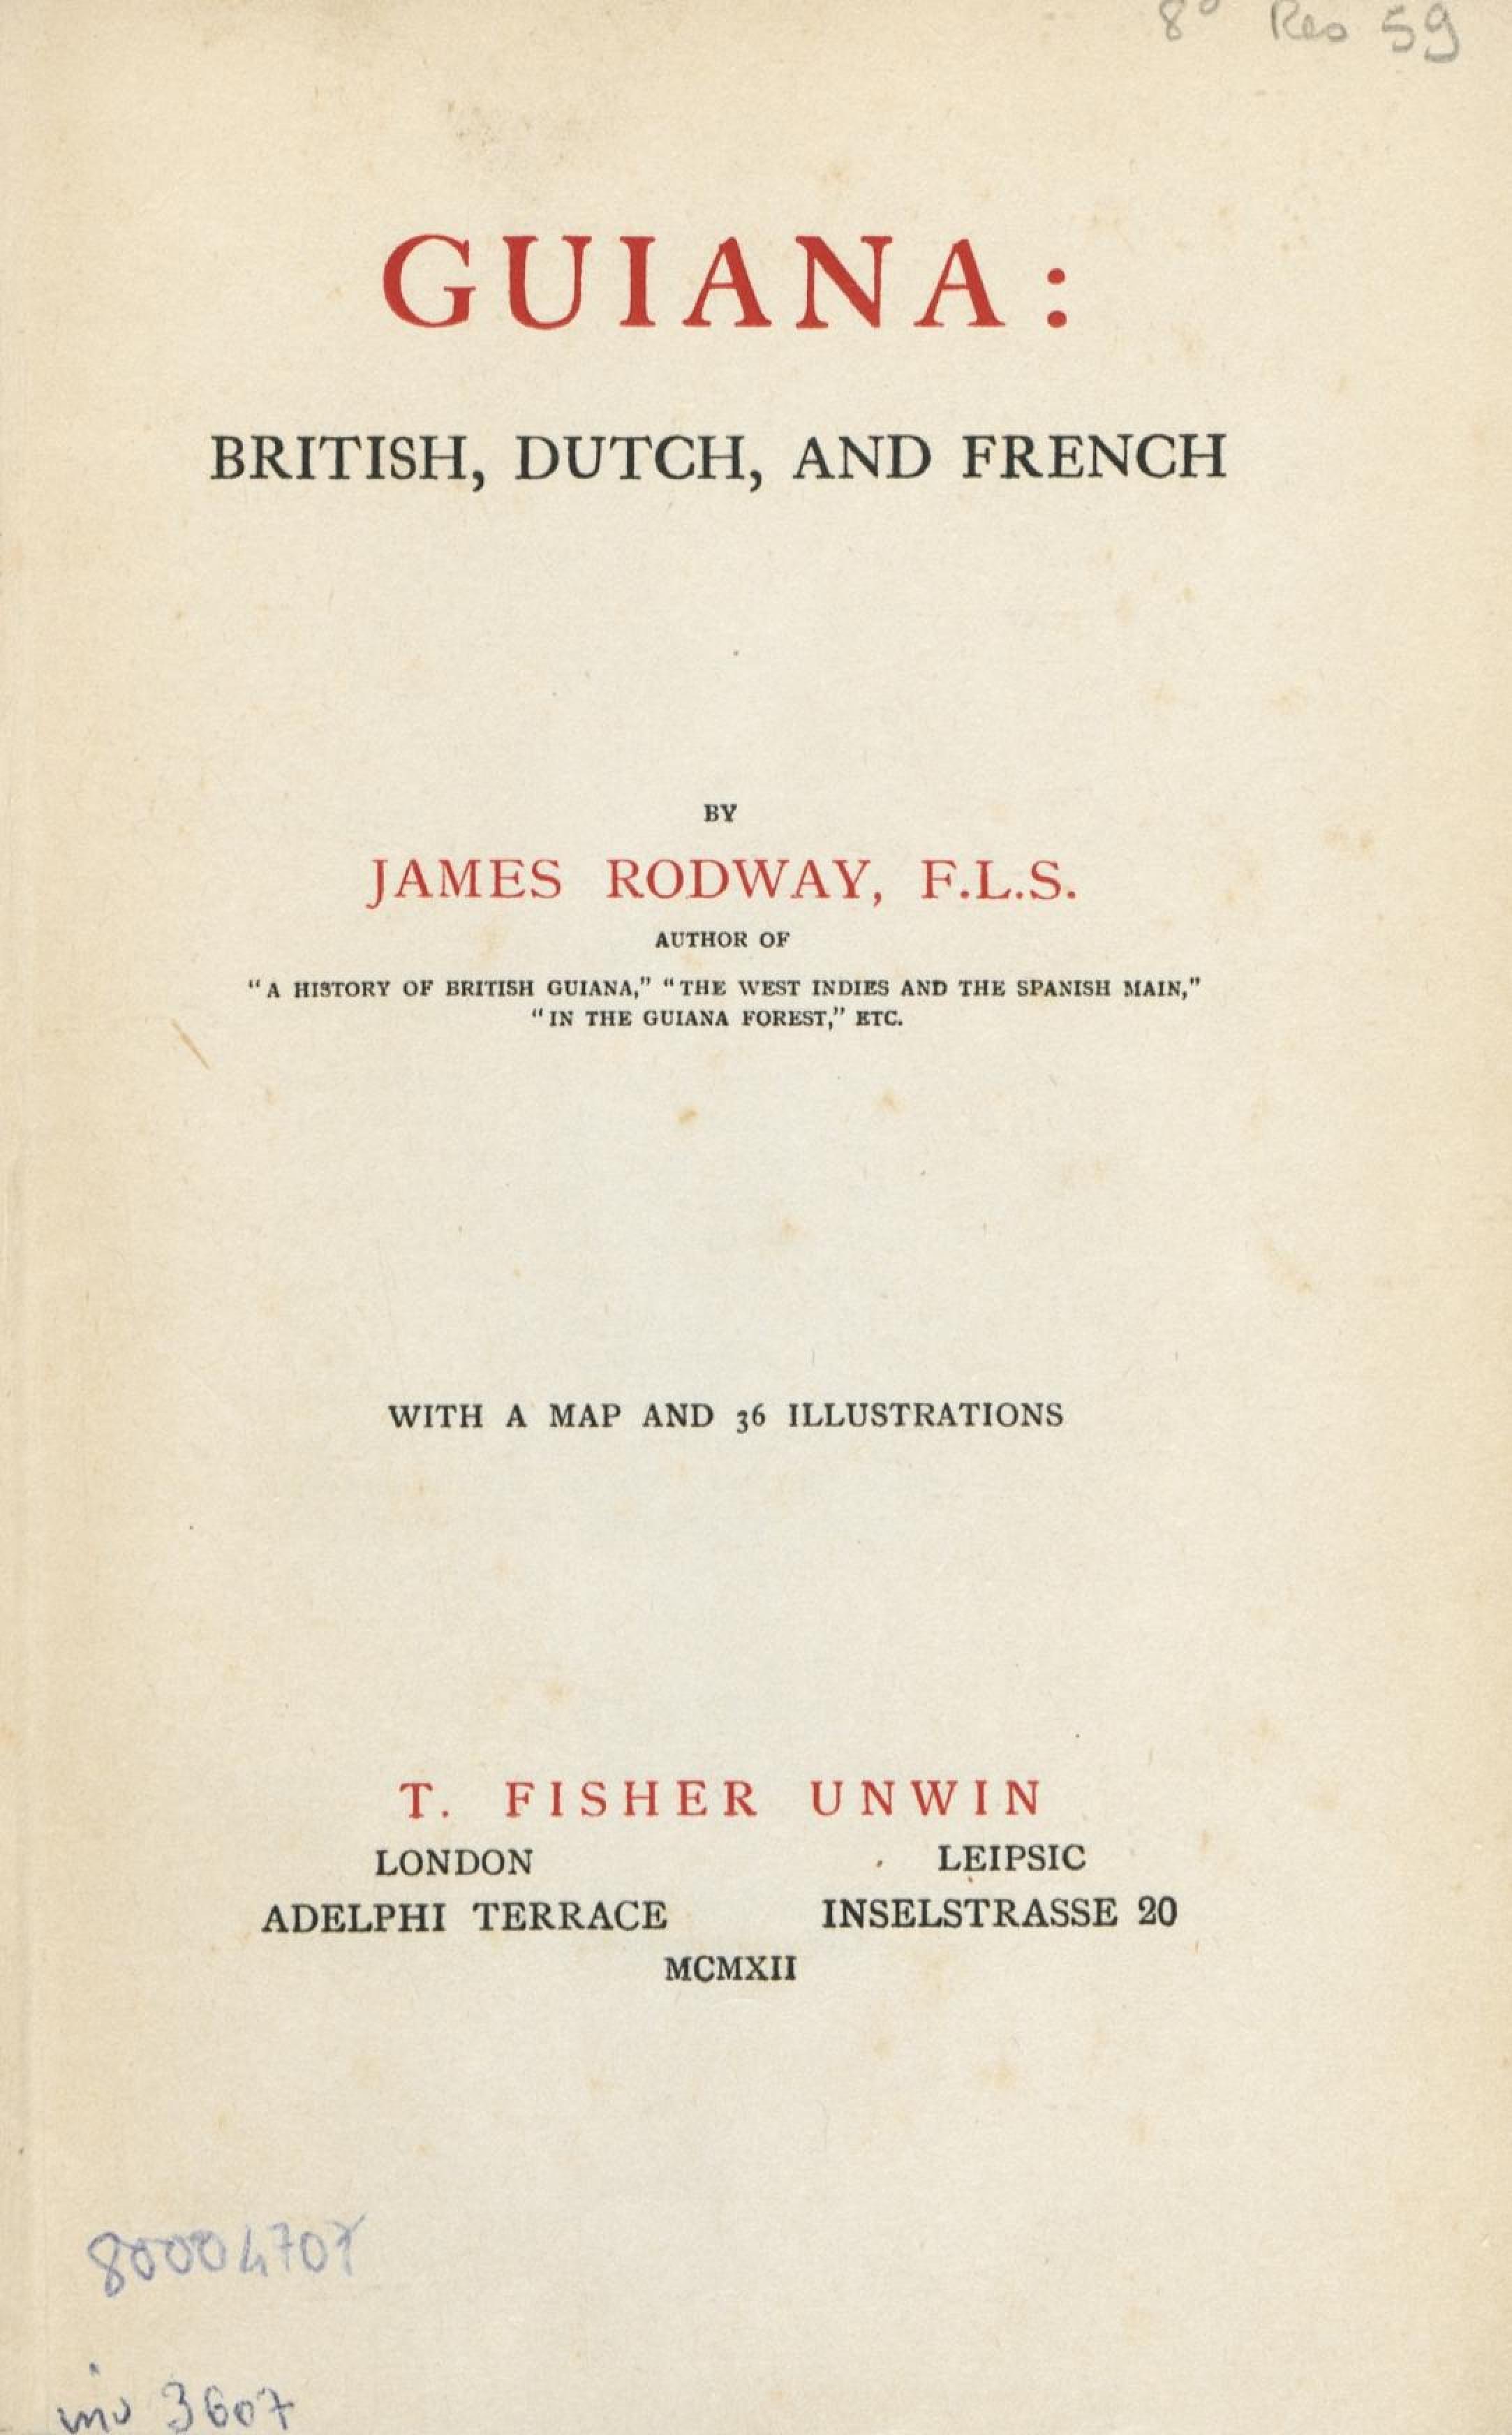 8° Res 59
GUIANA:
BRITISH, DUTCH, AND FRENCH
BY
JAMES RODWAY, F.L.S.
AUTHOR OF
“A HISTORY OF BRITISH GUIANA,” “THE WEST INDIES AND THE SPANISH MAIN,”
“IN THE GUIANA FOREST,” ETC.
WITH A MAP AND 36 ILLUSTRATIONS
T. FISHER UNWIN
LONDON LEIPSIC
ADELPHI TERRACE INSELSTRASSE 20
MCMXII
inv 3607